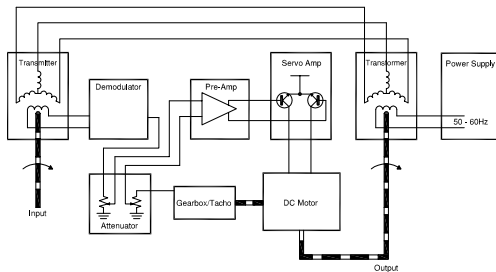 Transmitter
Demodulator
Pre-Amp
Servo Amp
Transformer
Power Supply
50 - 60Hz
Input
Attenuator
Gearbox/Tacho
DC Motor
Output